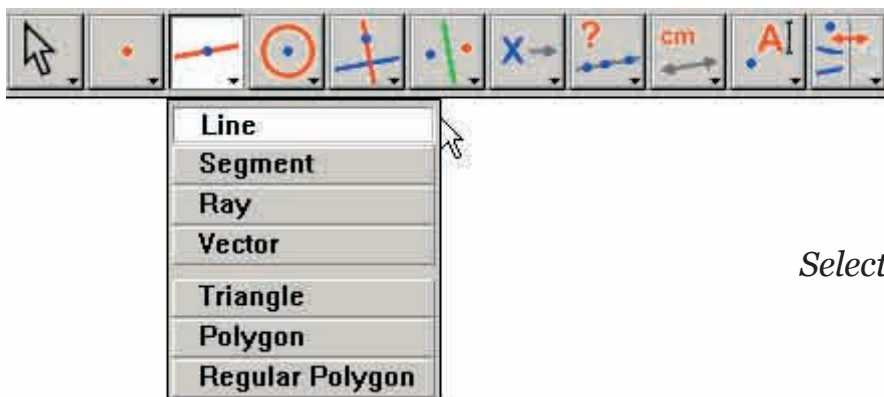 X ? cm A
Line
Segment
Ray
Vector
Select
Triangle
Polygon
Regular Polygon